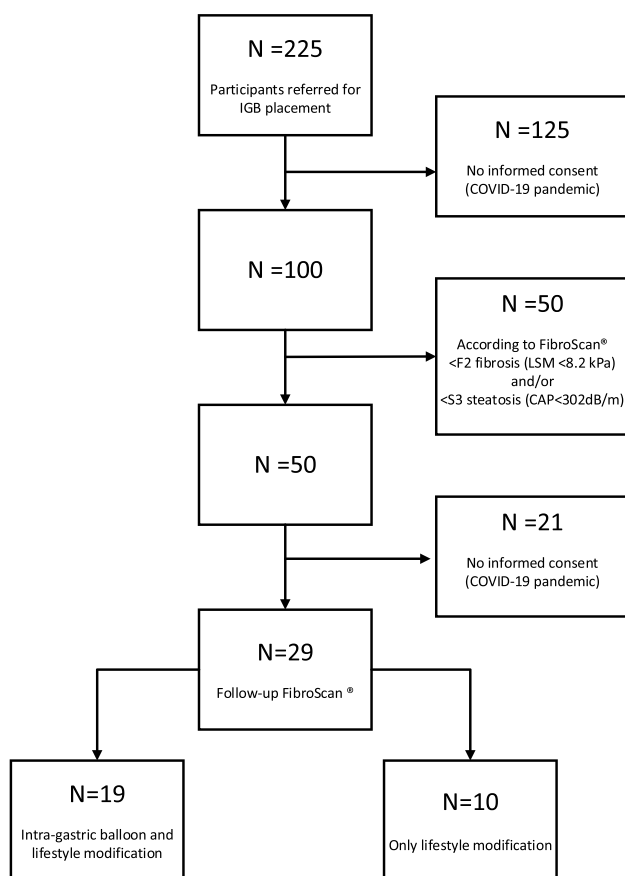 N =225
Participants referred for
IGB placement
N =125
No informed consent
(COVID-19 pandemic)
N =100
N =50
According to FibroScan®
<F2 fibrosis (LSM <8.2 kPa)
and/or
<S3 steatosis (CAP<302dB/m)
N =50
N =21
No informed consent
(COVID-19 pandemic)
N=29
Follow-up FibroScan ®
N=19
Intra-gastric balloon and
lifestyle modification
N=10
Only lifestyle modification